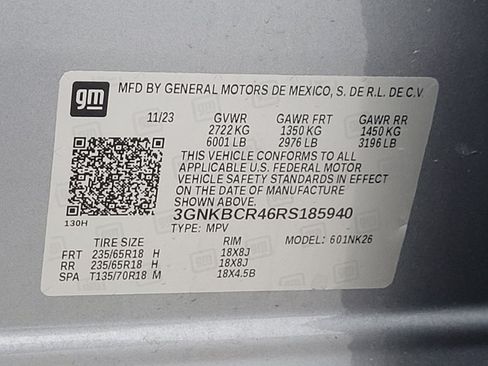 gm MFD BY GENERAL MOTORS DE MEXICO, S. DE R.L. DE C.V
11/23 GVWR GAWR FRT GAWR RR
2722 KG 1350 KG 1450 KG
6001 LB 2976 LB 3196 LB
THIS VEHICLE CONFORMS TO ALL
APPLICABLE U.S. FEDERAL MOTOR
VEHICLE SAFETY STANDARDS IN EFFECT
ON THE DATE OF MANUFACTURE
SHOWN ABOVE.
3GNKBCR46RS185940
130H
TYPE: MPV MODEL: 601NK26
TIRE SIZE RIM
FRT 235/65R18 H 18X8J
RR 235/65R18 H 18X8J
SPA T135/70R18 M 18X4.5B